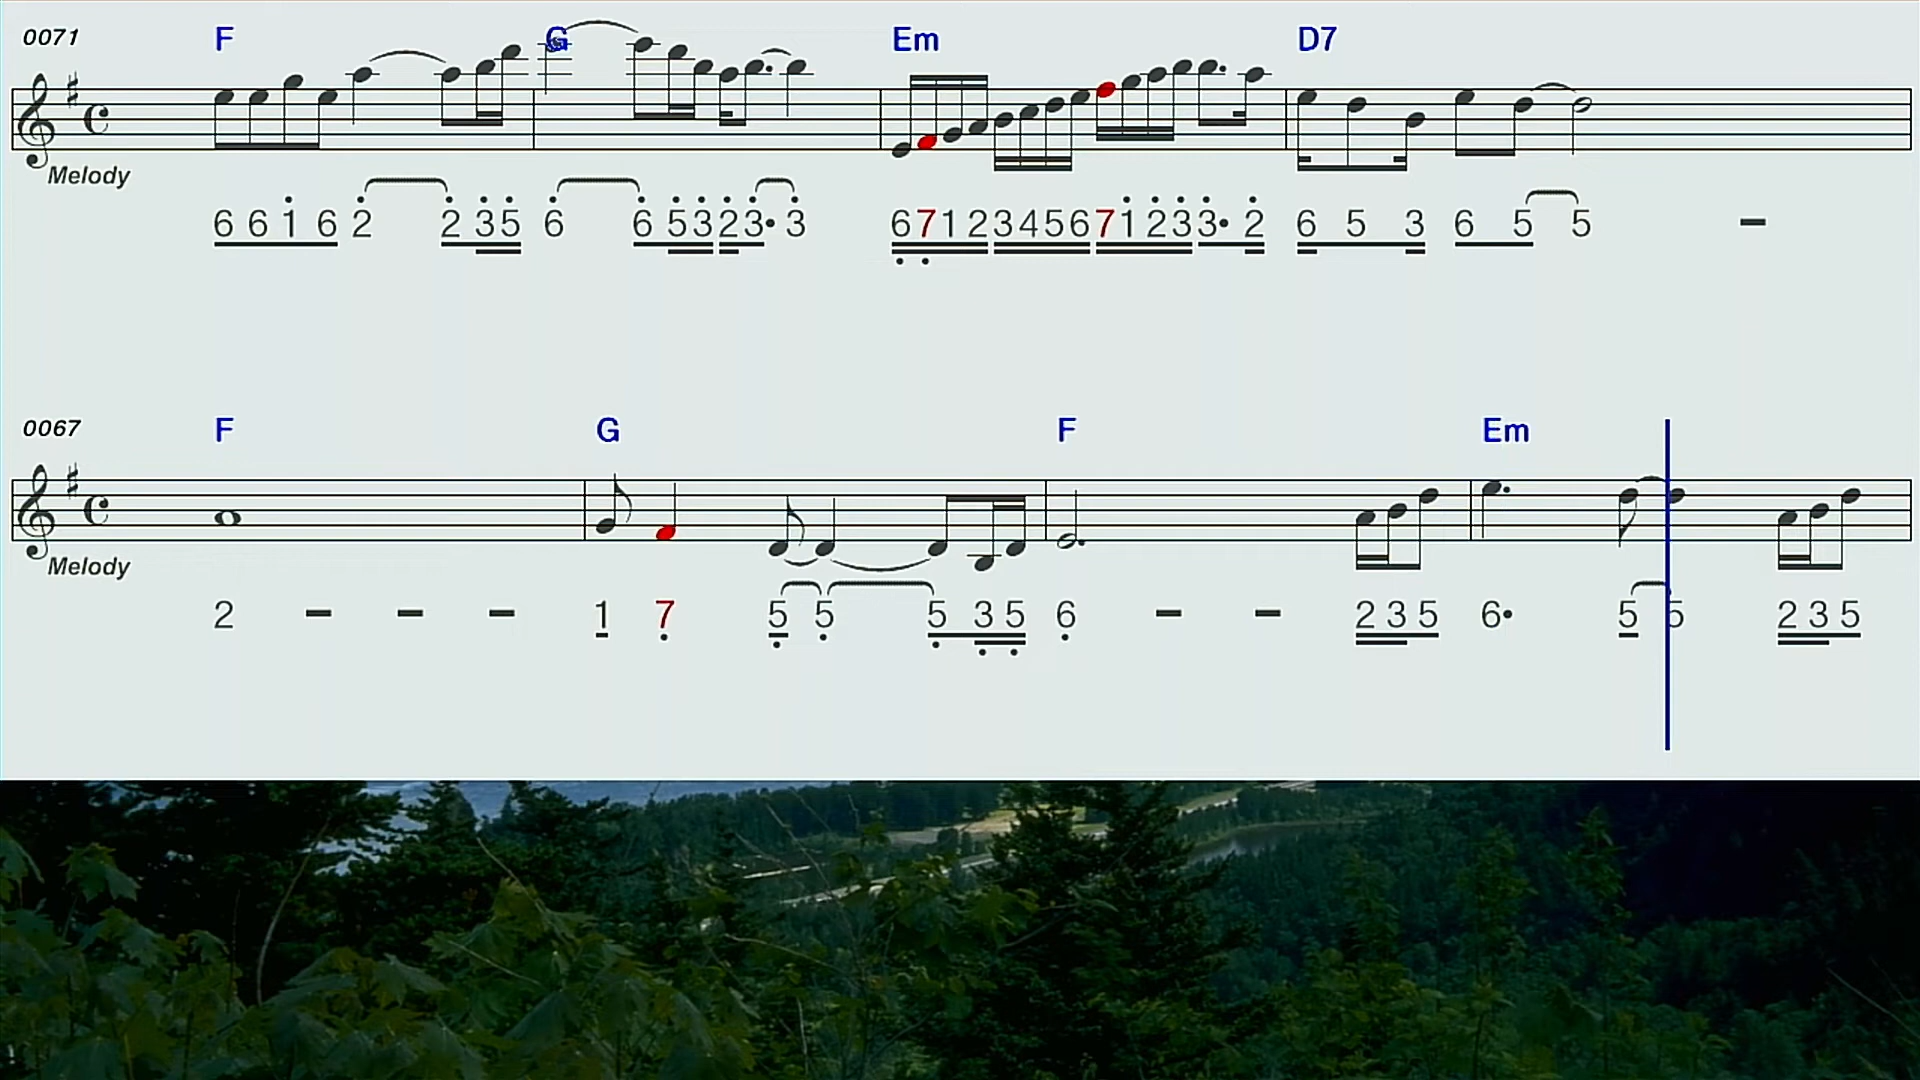 0071 F G Em D7
Melody
6 6 1 6 2 2 3 5 6 6 5 3 2 3· 3 6 7 1 2 3 4 5 6 7 1 2 3 3· 2 6 5 3 6 5 5 -
0067 F G F Em
Melody
2 - - - 1 7 5 5 5 3 5 6 - - 2 3 5 6· 5 5 2 3 5